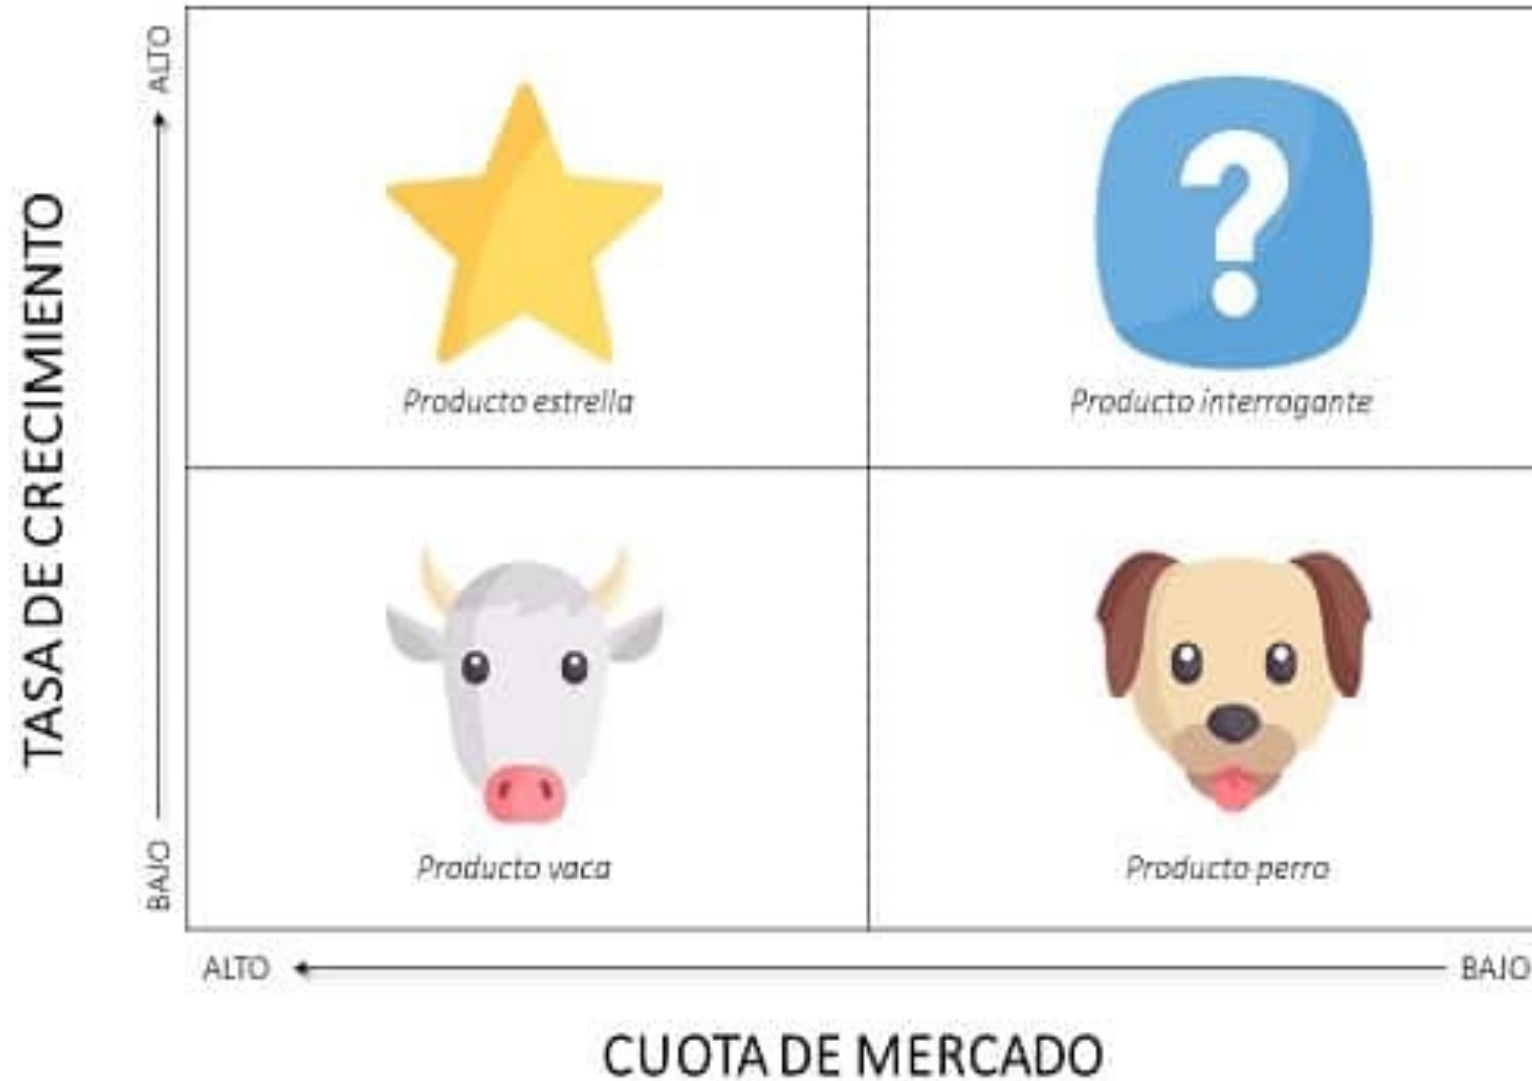 ALTO
TASA DE CRECIMIENTO
BAJO
Producto estrella
?
Producto interrogante
Producto vaca
Producto perro
ALTO
BAJO
CUOTA DE MERCADO